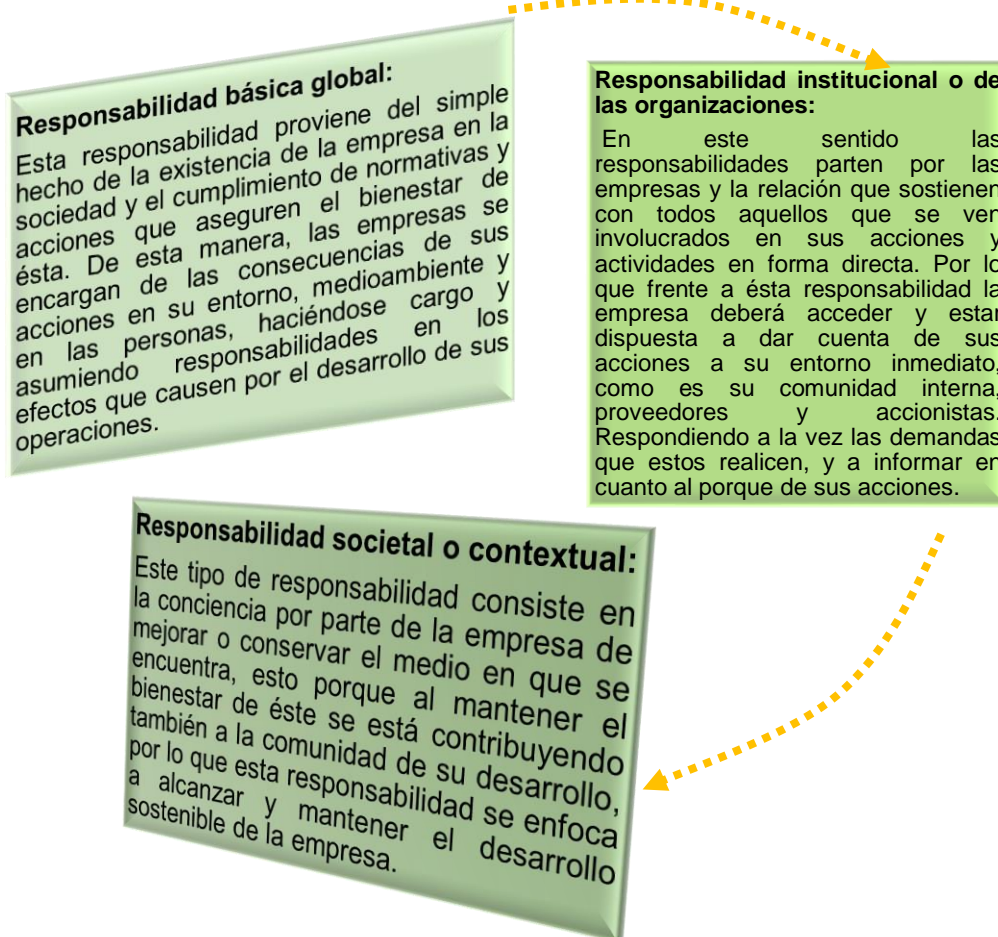 Responsabilidad básica global:
Esta responsabilidad proviene del simple
hecho de la existencia de la empresa en la
sociedad y el cumplimiento de normativas y
acciones que aseguren el bienestar de
ésta. De esta manera, las empresas se
encargan de las consecuencias de sus
acciones en su entorno, medioambiente y
en las personas, haciéndose cargo y
asumiendo responsabilidades en los
efectos que causen por el desarrollo de sus
operaciones.
Responsabilidad institucional o de
las organizaciones:
En este sentido las
responsabilidades parten por las
empresas y la relación que sostienen
con todos aquellos que se ven
involucrados en sus acciones y
actividades en forma directa. Por lo
que frente a ésta responsabilidad la
empresa deberá acceder y estar
dispuesta a dar cuenta de sus
acciones a su entorno inmediato,
como es su comunidad interna,
proveedores y accionistas.
Respondiendo a la vez las demandas
que estos realicen, y a informar en
cuanto al porque de sus acciones.
Responsabilidad societal o contextual:
Este tipo de responsabilidad consiste en
la conciencia por parte de la empresa de
mejorar o conservar el medio en que se
encuentra, esto porque al mantener el
bienestar de éste se está contribuyendo
también a la comunidad de su desarrollo,
por lo que esta responsabilidad se enfoca
a alcanzar y mantener el desarrollo
sostenible de la empresa.